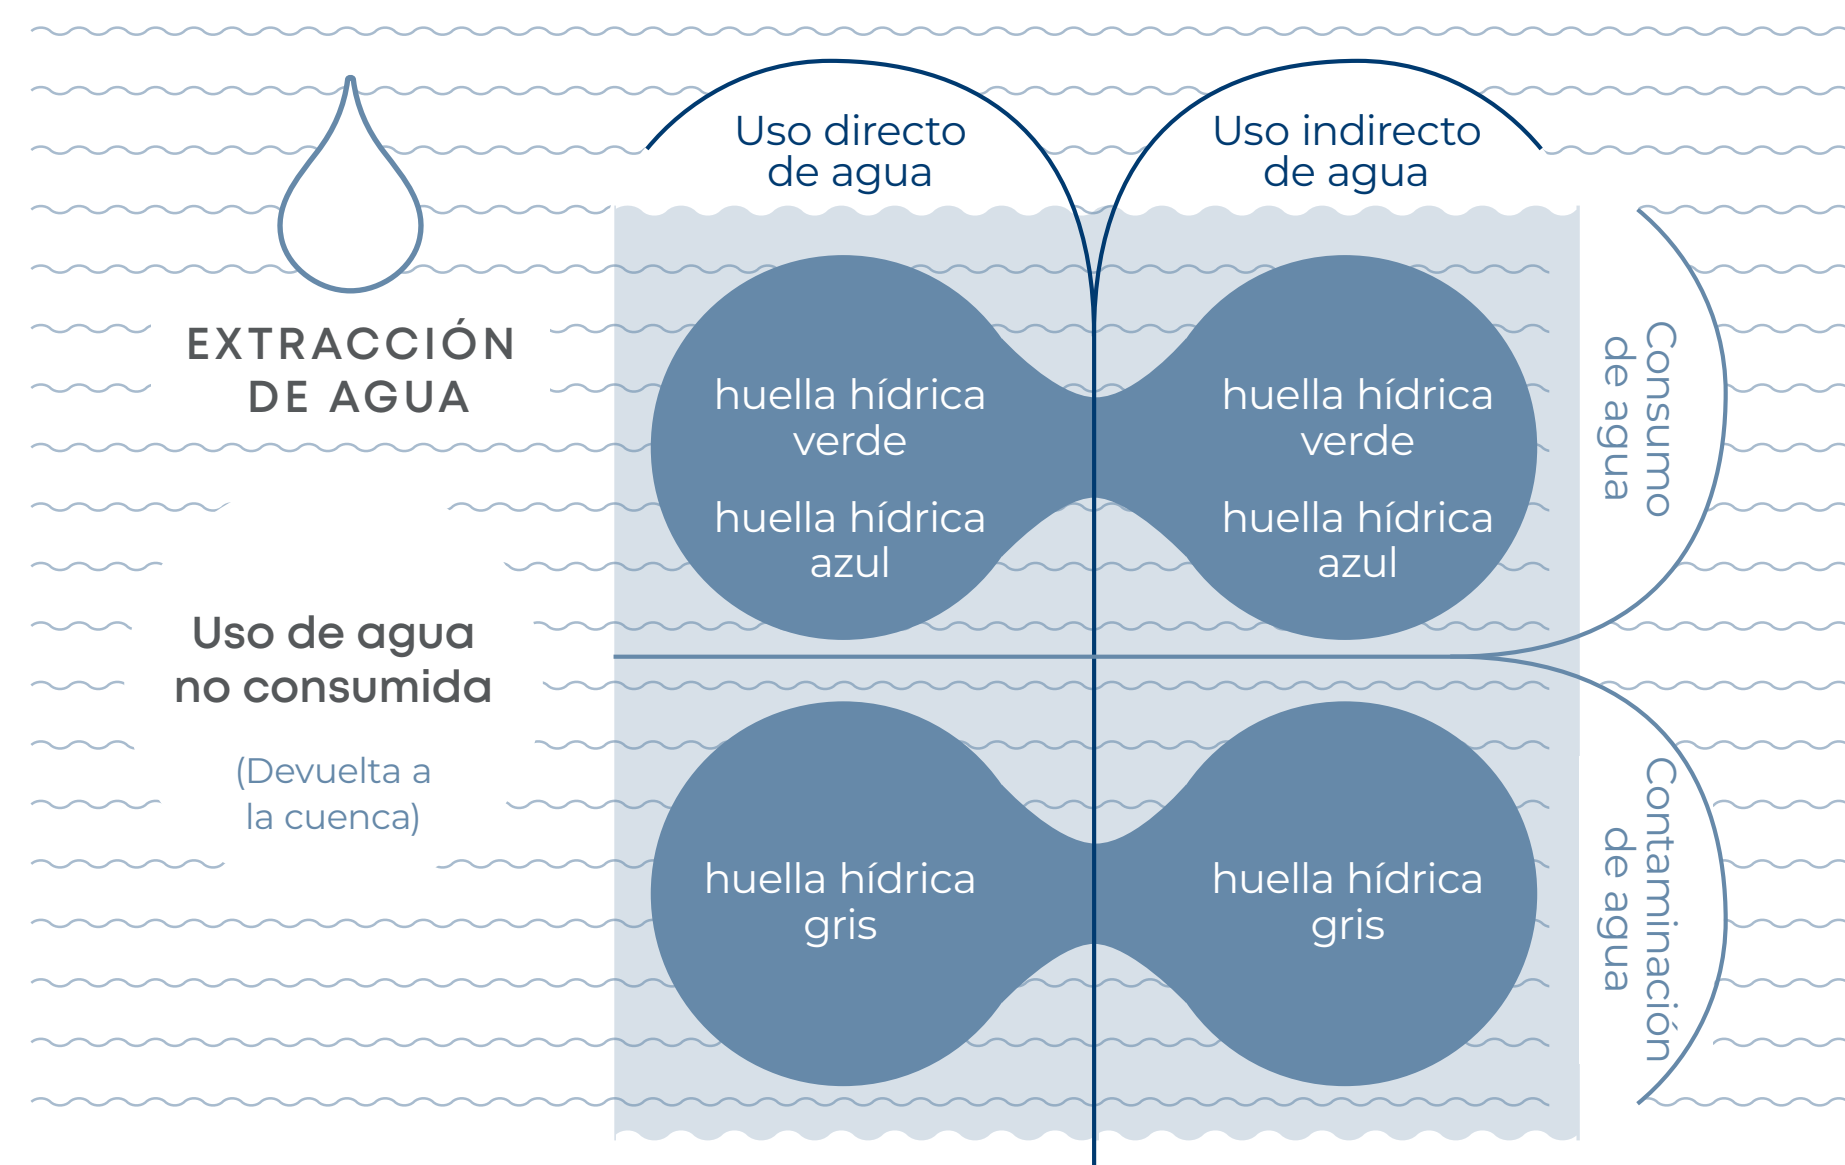 Uso directo
de agua
Uso indirecto
de agua
EXTRACCIÓN
DE AGUA
huella hídrica
verde
huella hídrica
azul
huella hídrica
verde
huella hídrica
azul
Consumo
de agua
Uso de agua
no consumida
(Devuelta a
la cuenca)
huella hídrica
gris
huella hídrica
gris
Contaminación
de agua